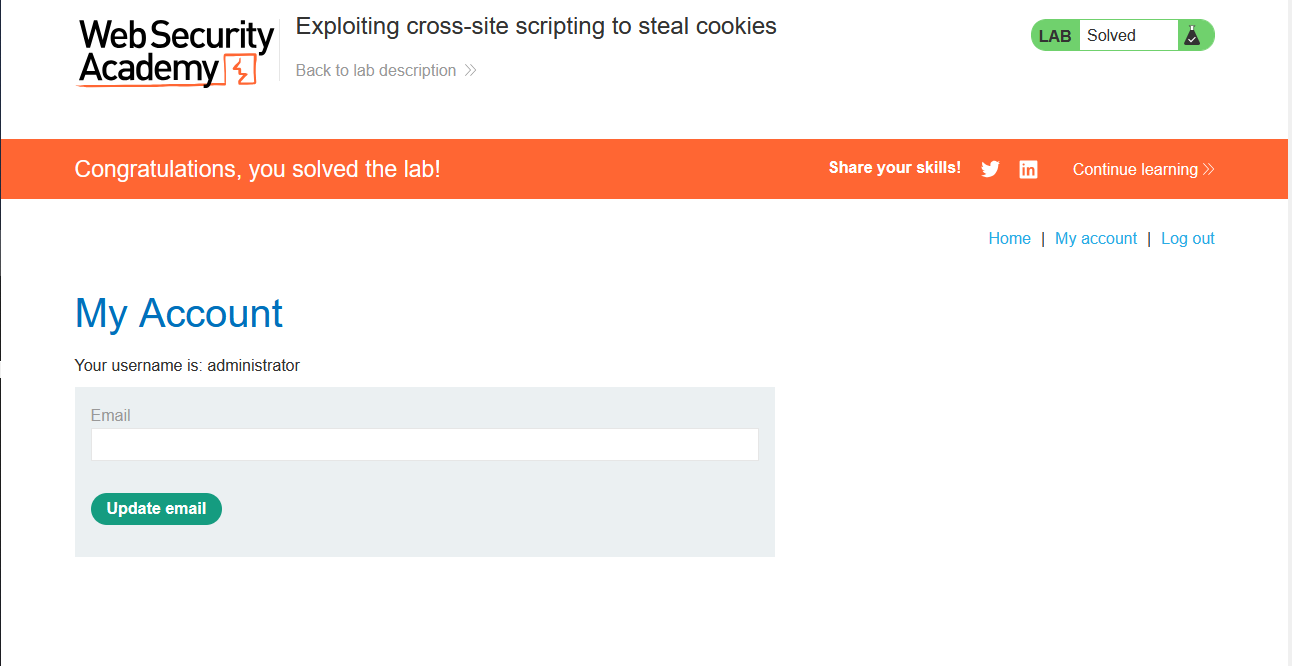 Web Security
Academy
Exploiting cross-site scripting to steal cookies
Back to lab description
LAB Solved
Congratulations, you solved the lab!
Share your skills!
Continue learning
Home | My account | Log out
My Account
Your username is: administrator
Email
Update email